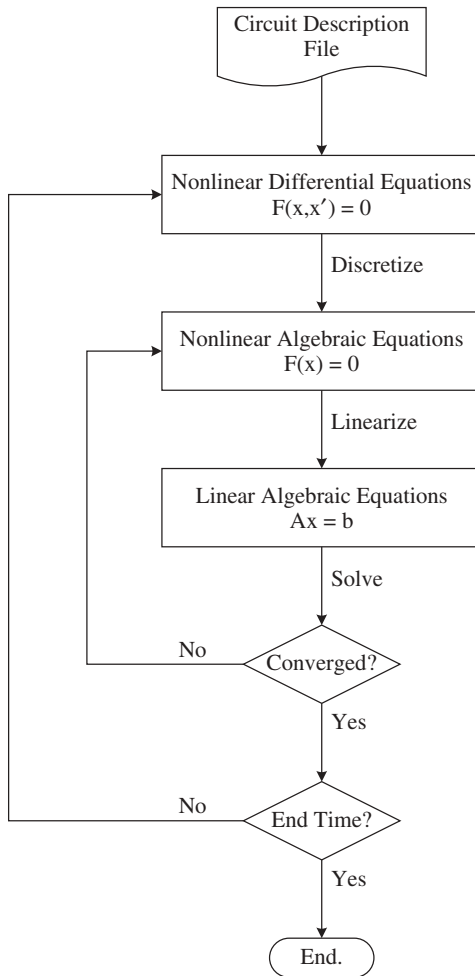 Circuit Description
File
Nonlinear Differential Equations
F(x,x′) = 0
Discretize
Nonlinear Algebraic Equations
F(x) = 0
Linearize
Linear Algebraic Equations
Ax = b
Solve
No
Converged?
Yes
No
End Time?
Yes
End.